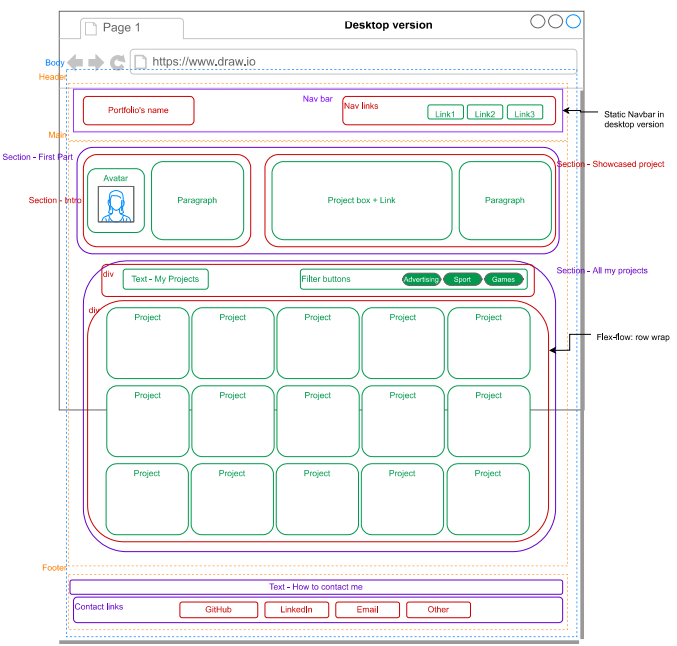 Page 1
Desktop version
Body
https://www.draw.io
Header
Nav bar
Portfolio's name
Nav links
Link1
Link2
Link3
Static Navbar in
desktop version
Main
Section - First Part
Section - Showcased project
Avatar
Section - Intro
Paragraph
Project box + Link
Paragraph
Section - All my projects
div
Text - My Projects
Filter buttons
Advertising
Sport
Games
div
Project
Project
Project
Project
Project
Flex-flow: row wrap
Project
Project
Project
Project
Project
Project
Project
Project
Project
Project
Footer
Text - How to contact me
Contact links
GitHub
LinkedIn
Email
Other